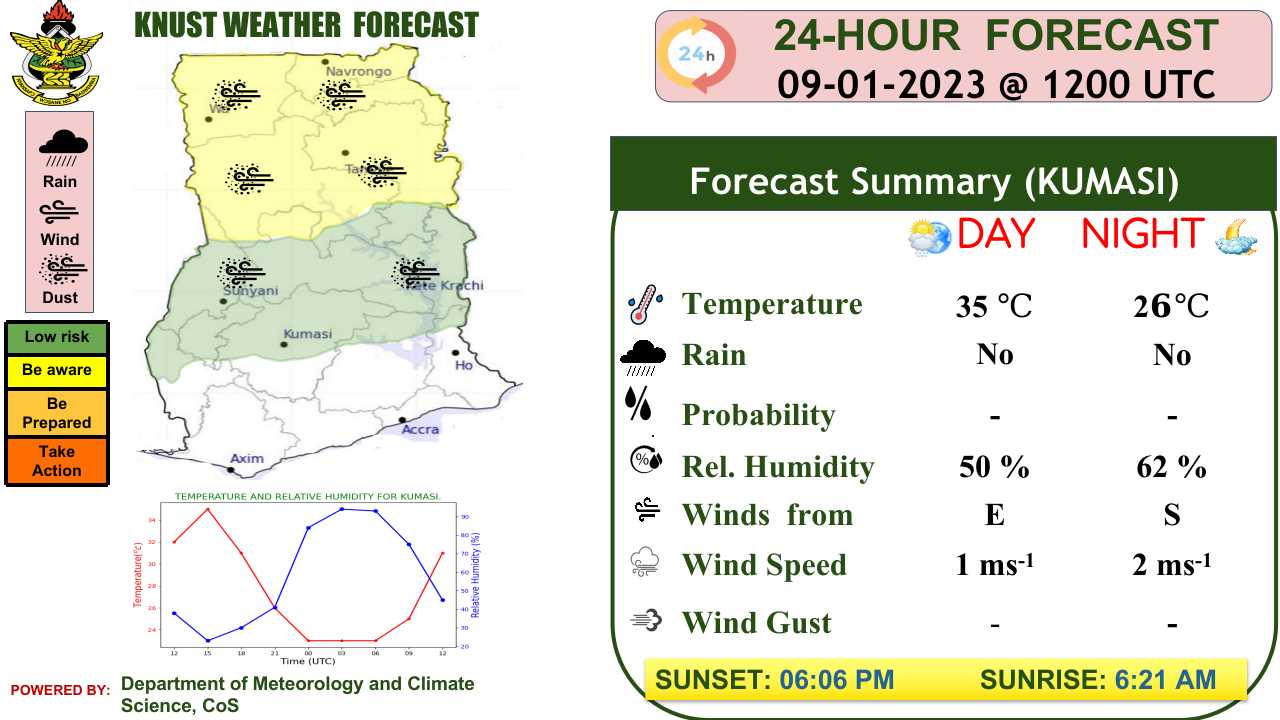 KNUST WEATHER FORECAST
24h
24-HOUR FORECAST
09-01-2023 @ 1200 UTC
Rain
Wind
Dust
Low risk
Be aware
Be
Prepared
Take
Action
Navrongo
Wa
Sunyani
Kete Krachi
Kumasi
Ho
Accra
Axim
Forecast Summary (KUMASI)
DAY NIGHT
Temperature 35 °C 26°C
Rain No No
Probability - -
% Rel. Humidity 50 % 62 %
Winds from E S
Wind Speed 1 ms-1 2 ms-1
Wind Gust - -
SUNSET: 06:06 PM SUNRISE: 6:21 AM
TEMPERATURE AND RELATIVE HUMIDITY FOR KUMASI.
Temperature(°c)
34
32
30
28
26
24
90
80
70
60
50
40
30
20
Relative Humidity (%)
12 15 18 21 00 03 06 09 12
Time (UTC)
POWERED BY: Department of Meteorology and Climate
Science, CoS